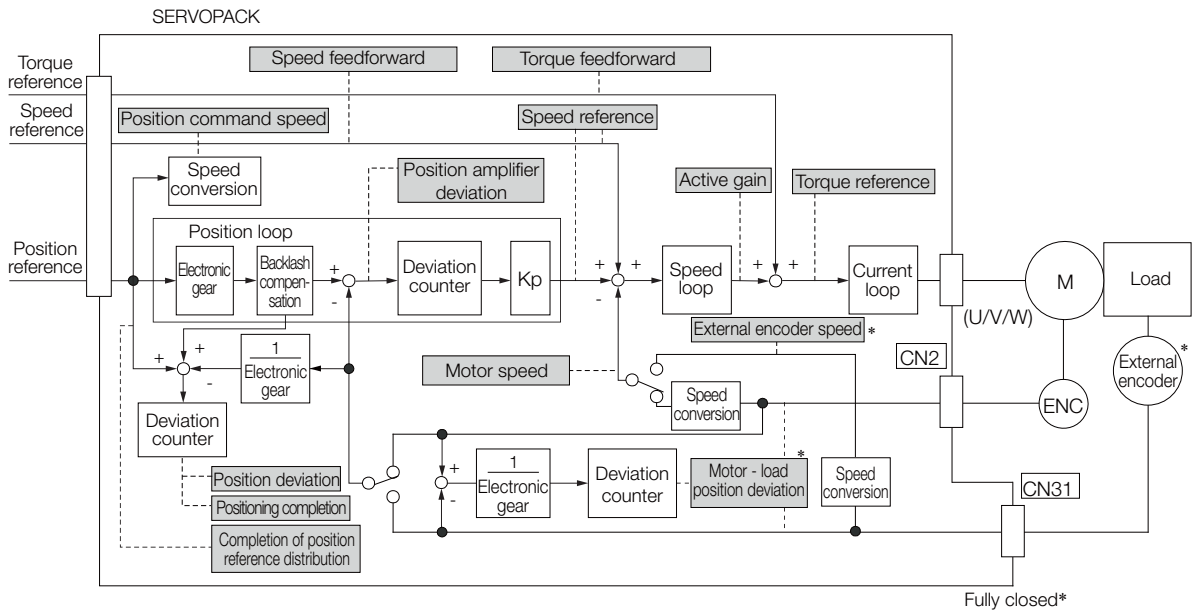 SERVOPACK
Torque
reference
Speed
reference
Position
reference
Speed feedforward
Torque feedforward
Position command speed
Speed reference
Speed
conversion
Position amplifier
deviation
Active gain
Torque reference
Position loop
Electronic
gear
Backlash
compen-
sation
+
-
Deviation
counter
Kp
+
+
-
Speed
loop
+
+
Current
loop
M
Load
(U/V/W)
External encoder speed *
CN2
External
encoder
*
+
+
-
1
Electronic
gear
Motor speed
Speed
conversion
ENC
Deviation
counter
Position deviation
Positioning completion
Completion of position
reference distribution
+
-
1
Electronic
gear
Deviation
counter
*
Motor - load
position deviation
Speed
conversion
CN31
Fully closed*